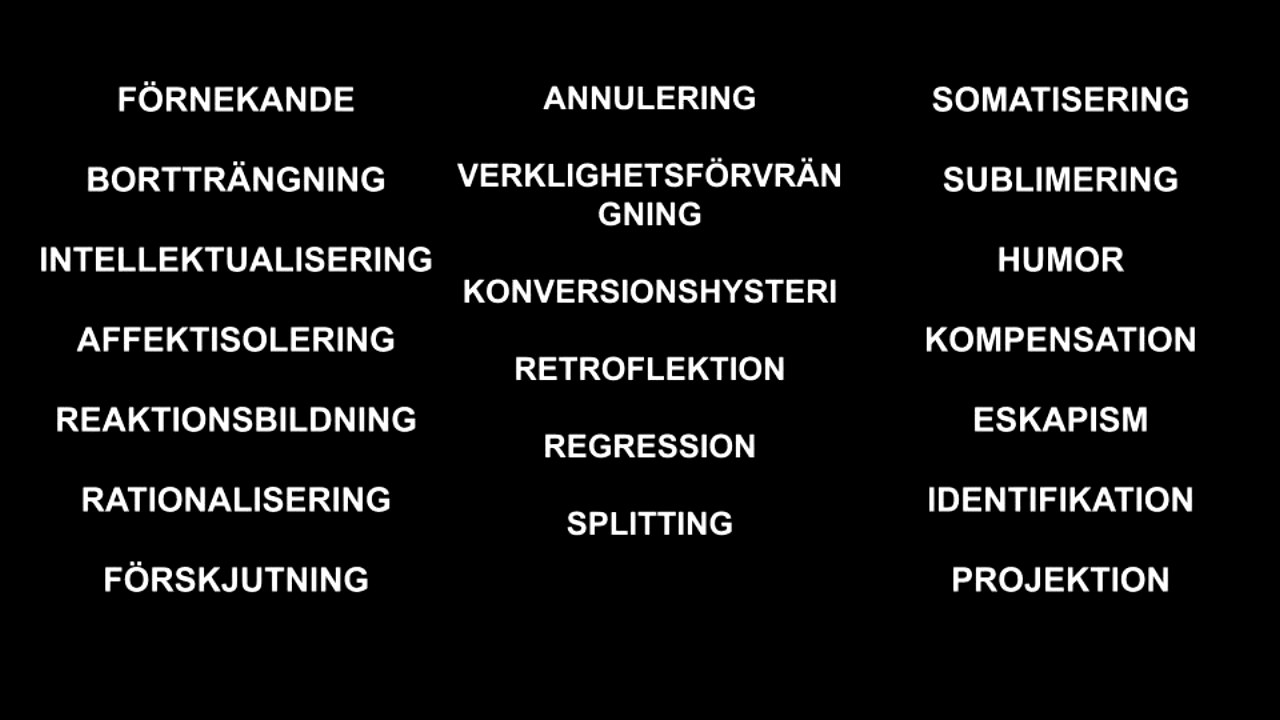 FÖRNEKANDE
BORTTRÄNGNING
INTELLEKTUALISERING
AFFEKTISOLERING
REAKTIONSBILDNING
RATIONALISERING
FÖRSKJUTNING
ANNULERING
VERKLIGHETSFÖRVRÄN
GNING
KONVERSIONSHYSTERI
RETROFLEKTION
REGRESSION
SPLITTING
SOMATISERING
SUBLIMERING
HUMOR
KOMPENSATION
ESKAPISM
IDENTIFIKATION
PROJEKTION